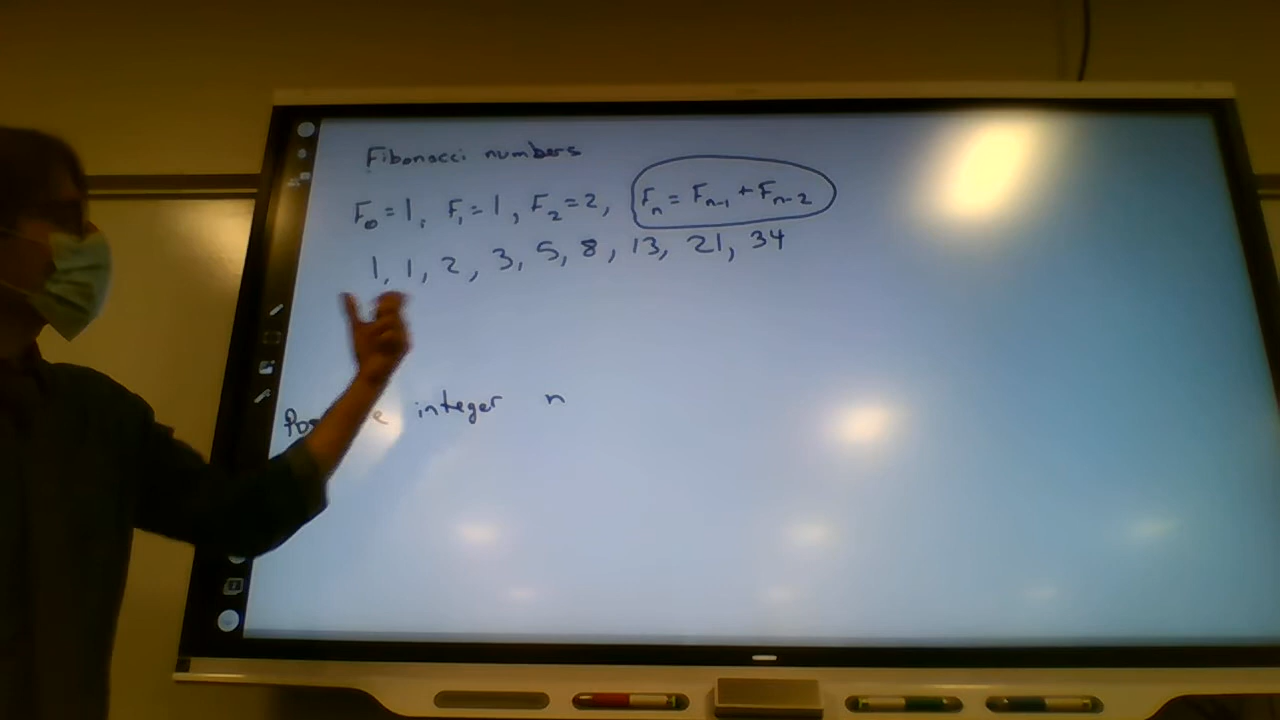 Fibonacci numbers
F₀ = 1, F₁ = 1, F₂ = 2, Fₙ = Fₙ₋₁ + Fₙ₋₂
1, 1, 2, 3, 5, 8, 13, 21, 34
integer n